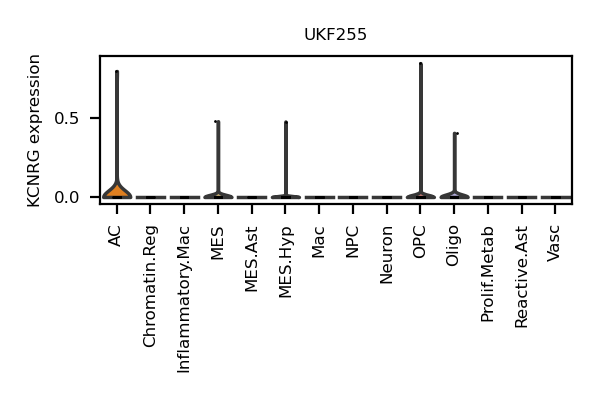 UKF255
KCNRG expression
0.5
0.0
AC
Chromatin.Reg
Inflammatory.Mac
MES
MES.Ast
MES.Hyp
Mac
NPC
Neuron
OPC
Oligo
Prolif.Metab
Reactive.Ast
Vasc